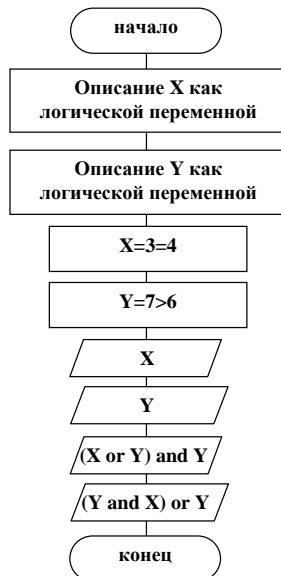 начало
Описание X как
логической переменной
Описание Y как
логической переменной
X=3=4
Y=7>6
X
Y
(X or Y) and Y
(Y and X) or Y
конец